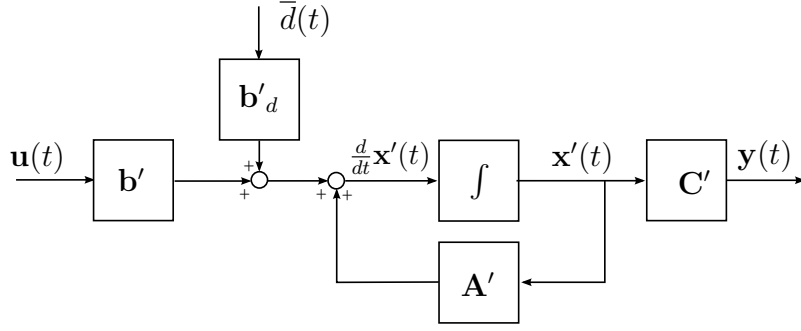 d̅(t)
b′_d
u(t)
b′
+
+
+
+
d/dt x′(t)
∫
x′(t)
C′
y(t)
A′